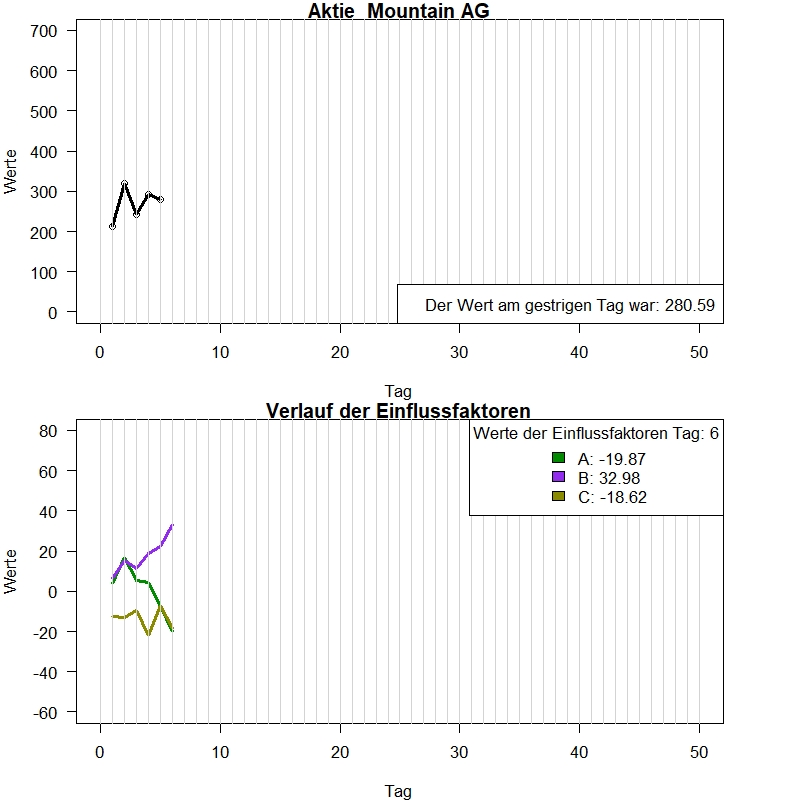 Aktie  Mountain AG
700
600
500
400
300
200
100
0
Werte
Der Wert am gestrigen Tag war: 280.59
0 10 20 30 40 50
Tag
Verlauf der Einflussfaktoren
80
60
40
20
0
-20
-40
-60
Werte
Werte der Einflussfaktoren Tag: 6
A: -19.87
B: 32.98
C: -18.62
0 10 20 30 40 50
Tag